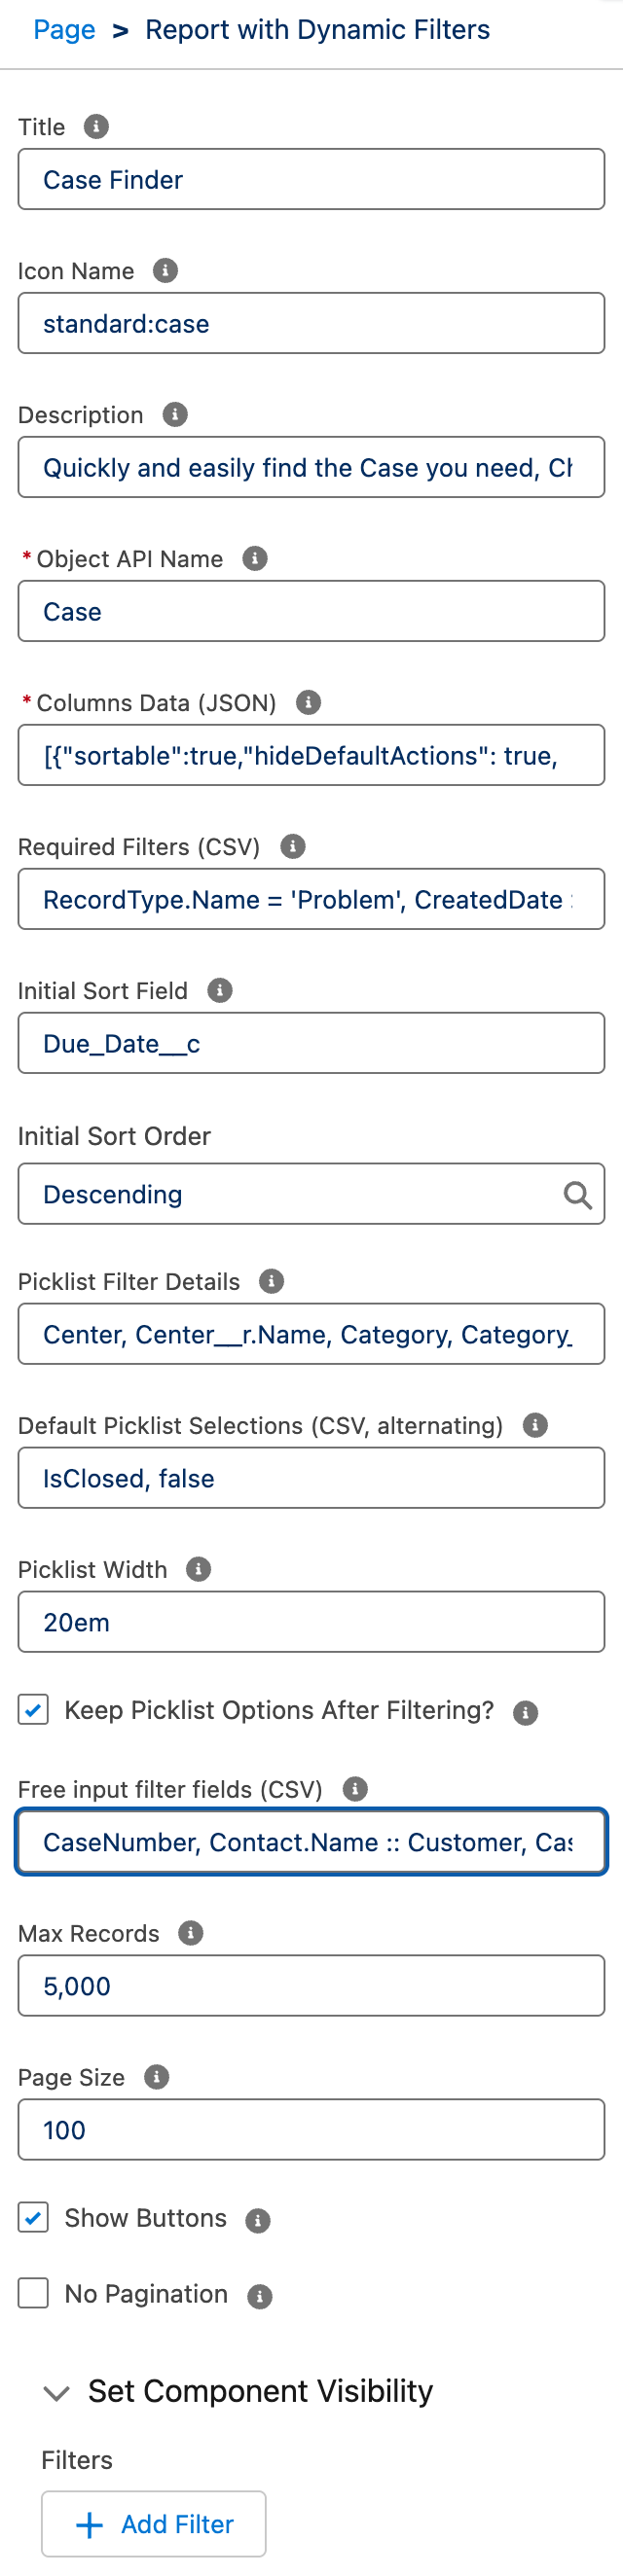 Page > Report with Dynamic Filters
Title
Case Finder
Icon Name
standard:case
Description
Quickly and easily find the Case you need, Ch
* Object API Name
Case
* Columns Data (JSON)
[{"sortable":true,"hideDefaultActions": true,
Required Filters (CSV)
RecordType.Name = 'Problem', CreatedDate
Initial Sort Field
Due_Date__c
Initial Sort Order
Descending
Picklist Filter Details
Center, Center__r.Name, Category, Category_
Default Picklist Selections (CSV, alternating)
IsClosed, false
Picklist Width
20em
Keep Picklist Options After Filtering?
Free input filter fields (CSV)
CaseNumber, Contact.Name :: Customer, Cas
Max Records
5,000
Page Size
100
Show Buttons
No Pagination
Set Component Visibility
Filters
+ Add Filter